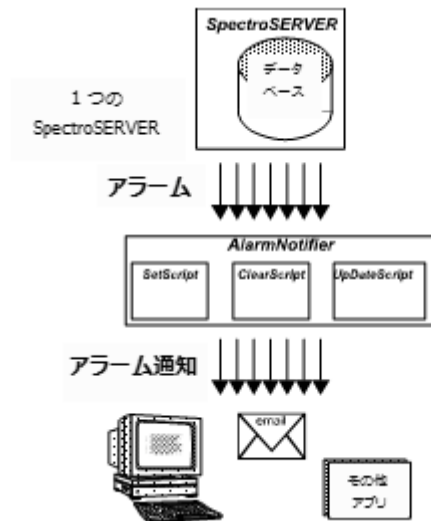 SpectroSERVER
データ
ベース
1 つの
SpectroSERVER
アラーム
AlarmNotifier
SetScript
ClearScript
UpDateScript
アラーム通知
email
その他
アプリ